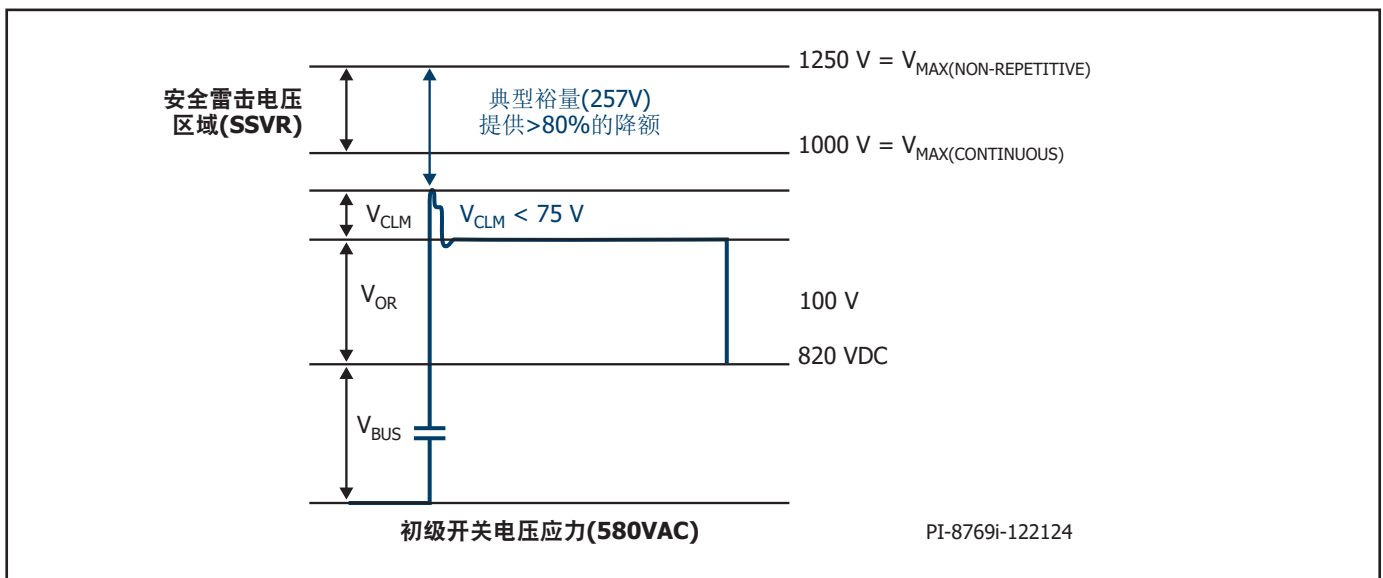 1250 V = VMAX(NON-REPETITIVE)
安全雷击电压
区域(SSVR)
典型裕量(257V)
提供>80%的降额
1000 V = VMAX(CONTINUOUS)
VCLM
VCLM < 75 V
VOR
100 V
820 VDC
VBUS
初级开关电压应力(580VAC)
PI-8769i-122124